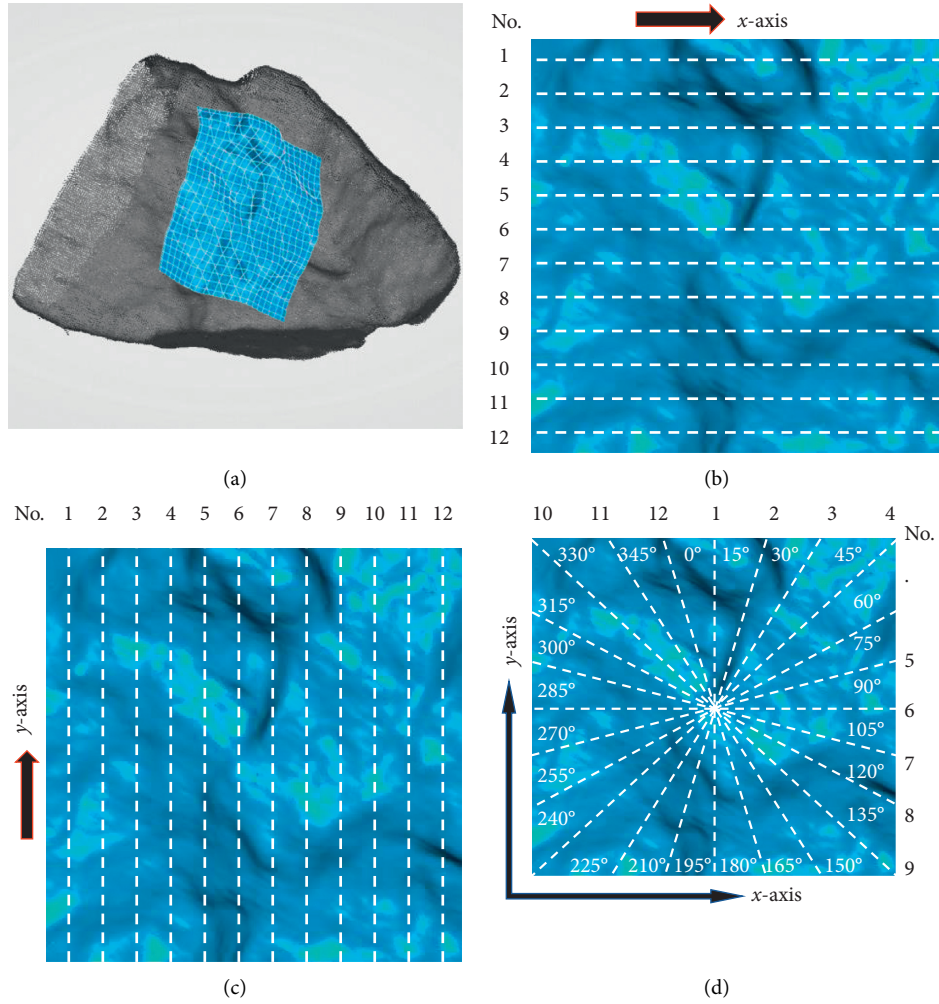 No.
x-axis
1
2
3
4
5
6
7
8
9
10
11
12
(a)
(b)
No. 1 2 3 4 5 6 7 8 9 10 11 12
y-axis
(c)
10 11 12 1 2 3 4
No.
.
5
6
7
8
9
330° 345° 0° 15° 30° 45°
315° 60°
300° 75°
285° 90°
270° 105°
255° 120°
240° 135°
225° 210° 195° 180° 165° 150°
y-axis
x-axis
(d)